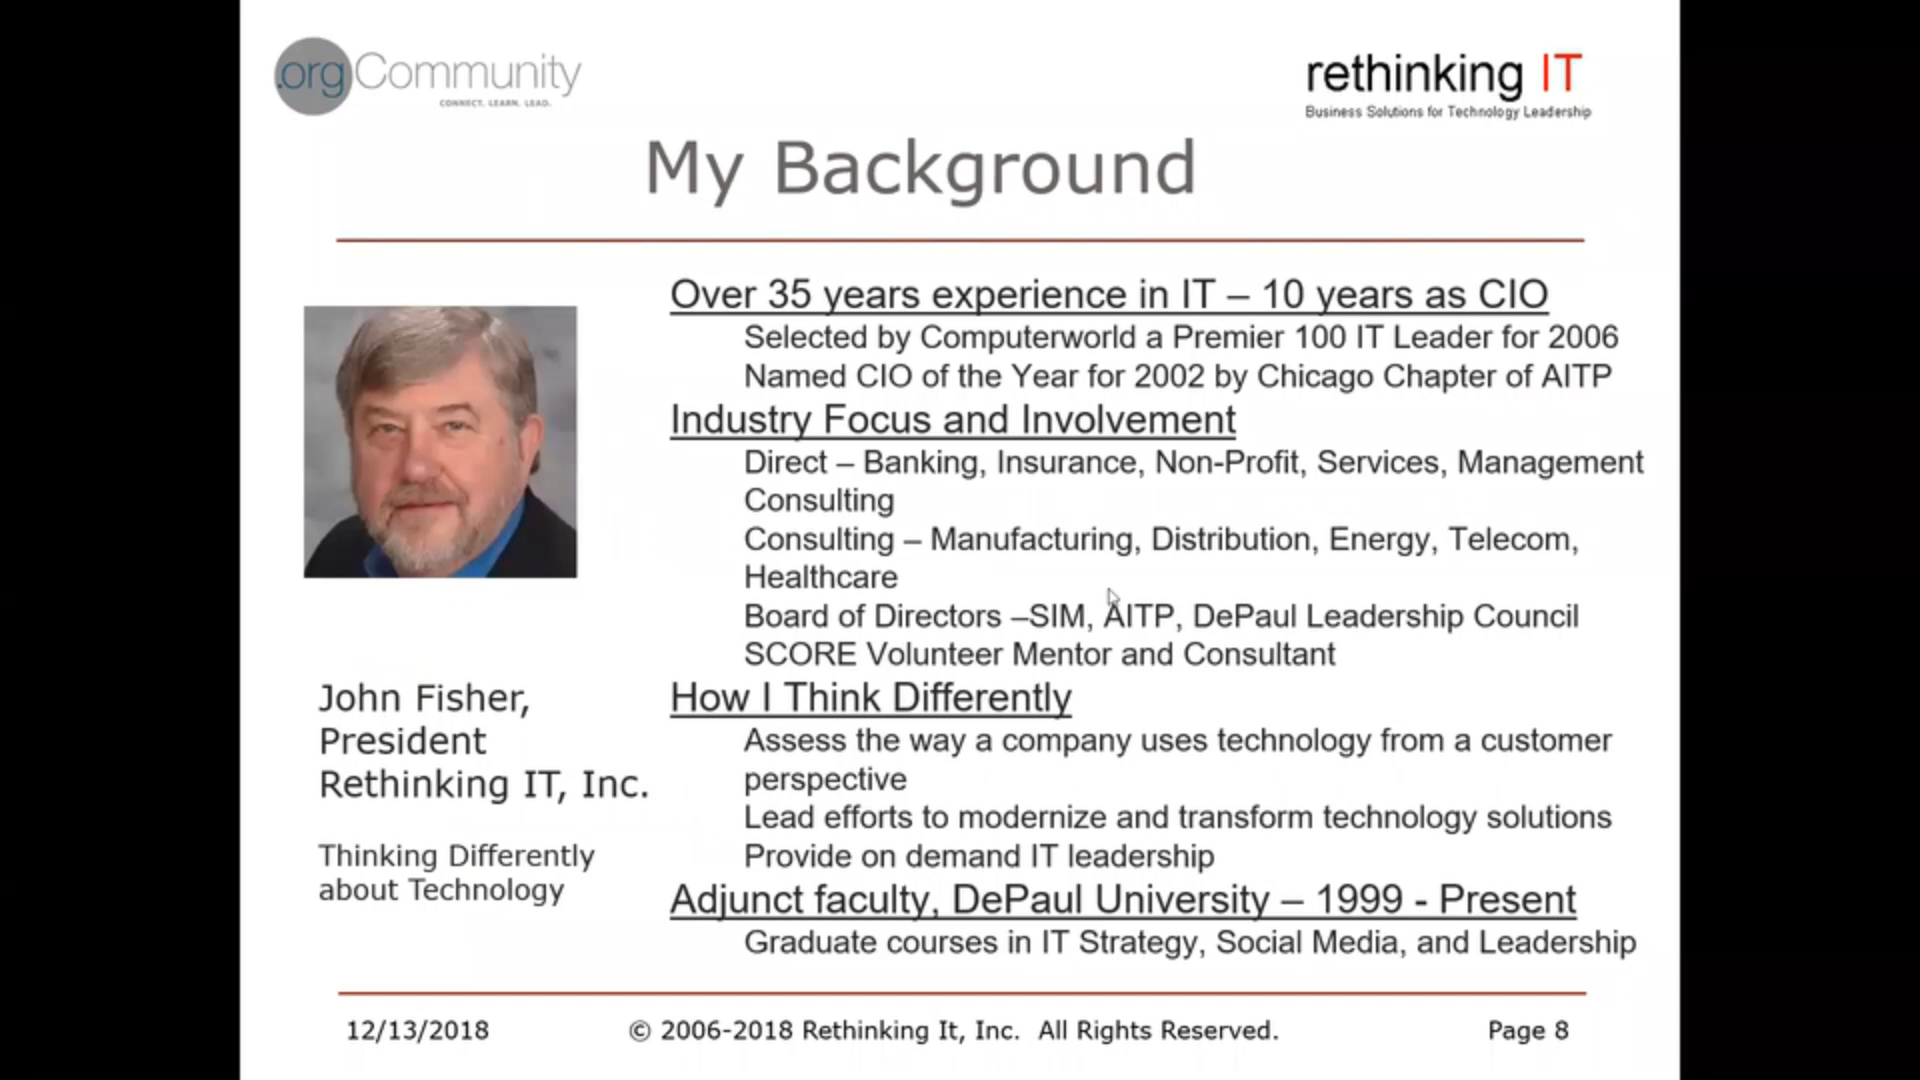 .orgCommunity
CONNECT. LEARN. LEAD.
rethinking IT
Business Solutions for Technology Leadership
My Background
Over 35 years experience in IT – 10 years as CIO
Selected by Computerworld a Premier 100 IT Leader for 2006
Named CIO of the Year for 2002 by Chicago Chapter of AITP
Industry Focus and Involvement
Direct – Banking, Insurance, Non-Profit, Services, Management
Consulting
Consulting – Manufacturing, Distribution, Energy, Telecom,
Healthcare
Board of Directors –SIM, AITP, DePaul Leadership Council
SCORE Volunteer Mentor and Consultant
How I Think Differently
Assess the way a company uses technology from a customer
perspective
Lead efforts to modernize and transform technology solutions
Provide on demand IT leadership
Adjunct faculty, DePaul University – 1999 - Present
Graduate courses in IT Strategy, Social Media, and Leadership
John Fisher,
President
Rethinking IT, Inc.
Thinking Differently
about Technology
12/13/2018
© 2006-2018 Rethinking It, Inc.  All Rights Reserved.
Page 8